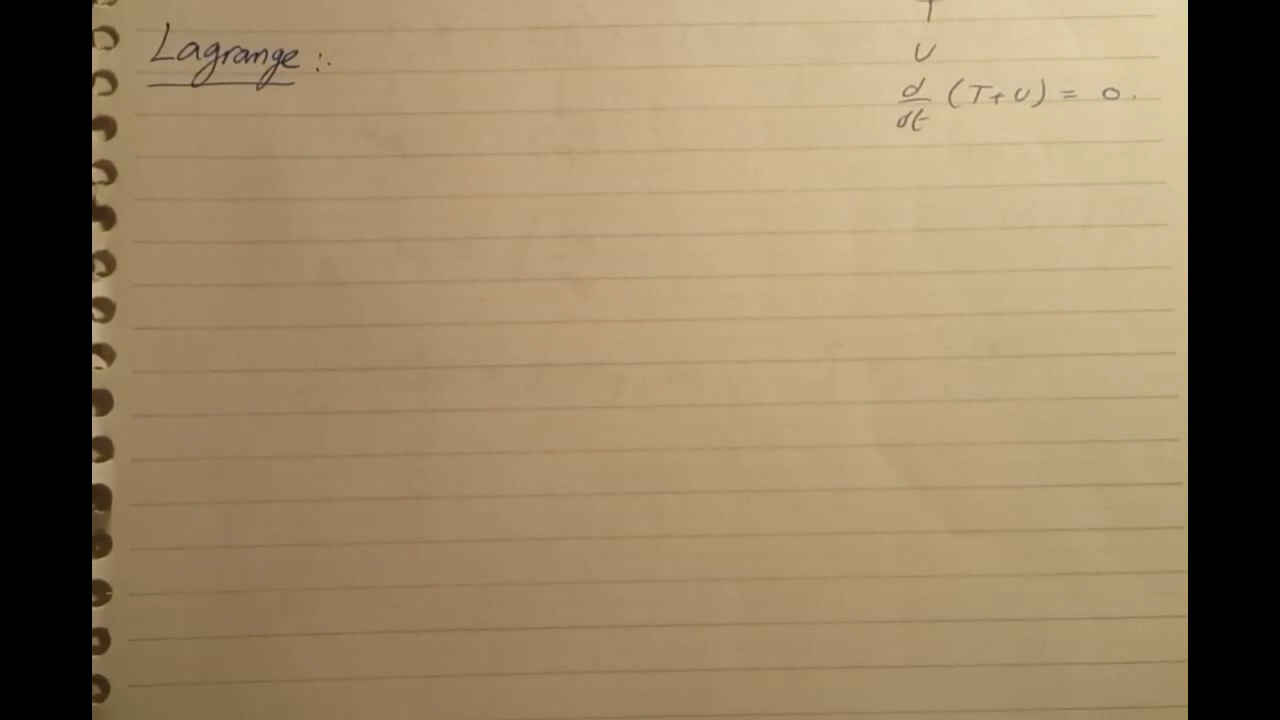 T
Lagrange :.
U
d/dt (T+U) = 0.